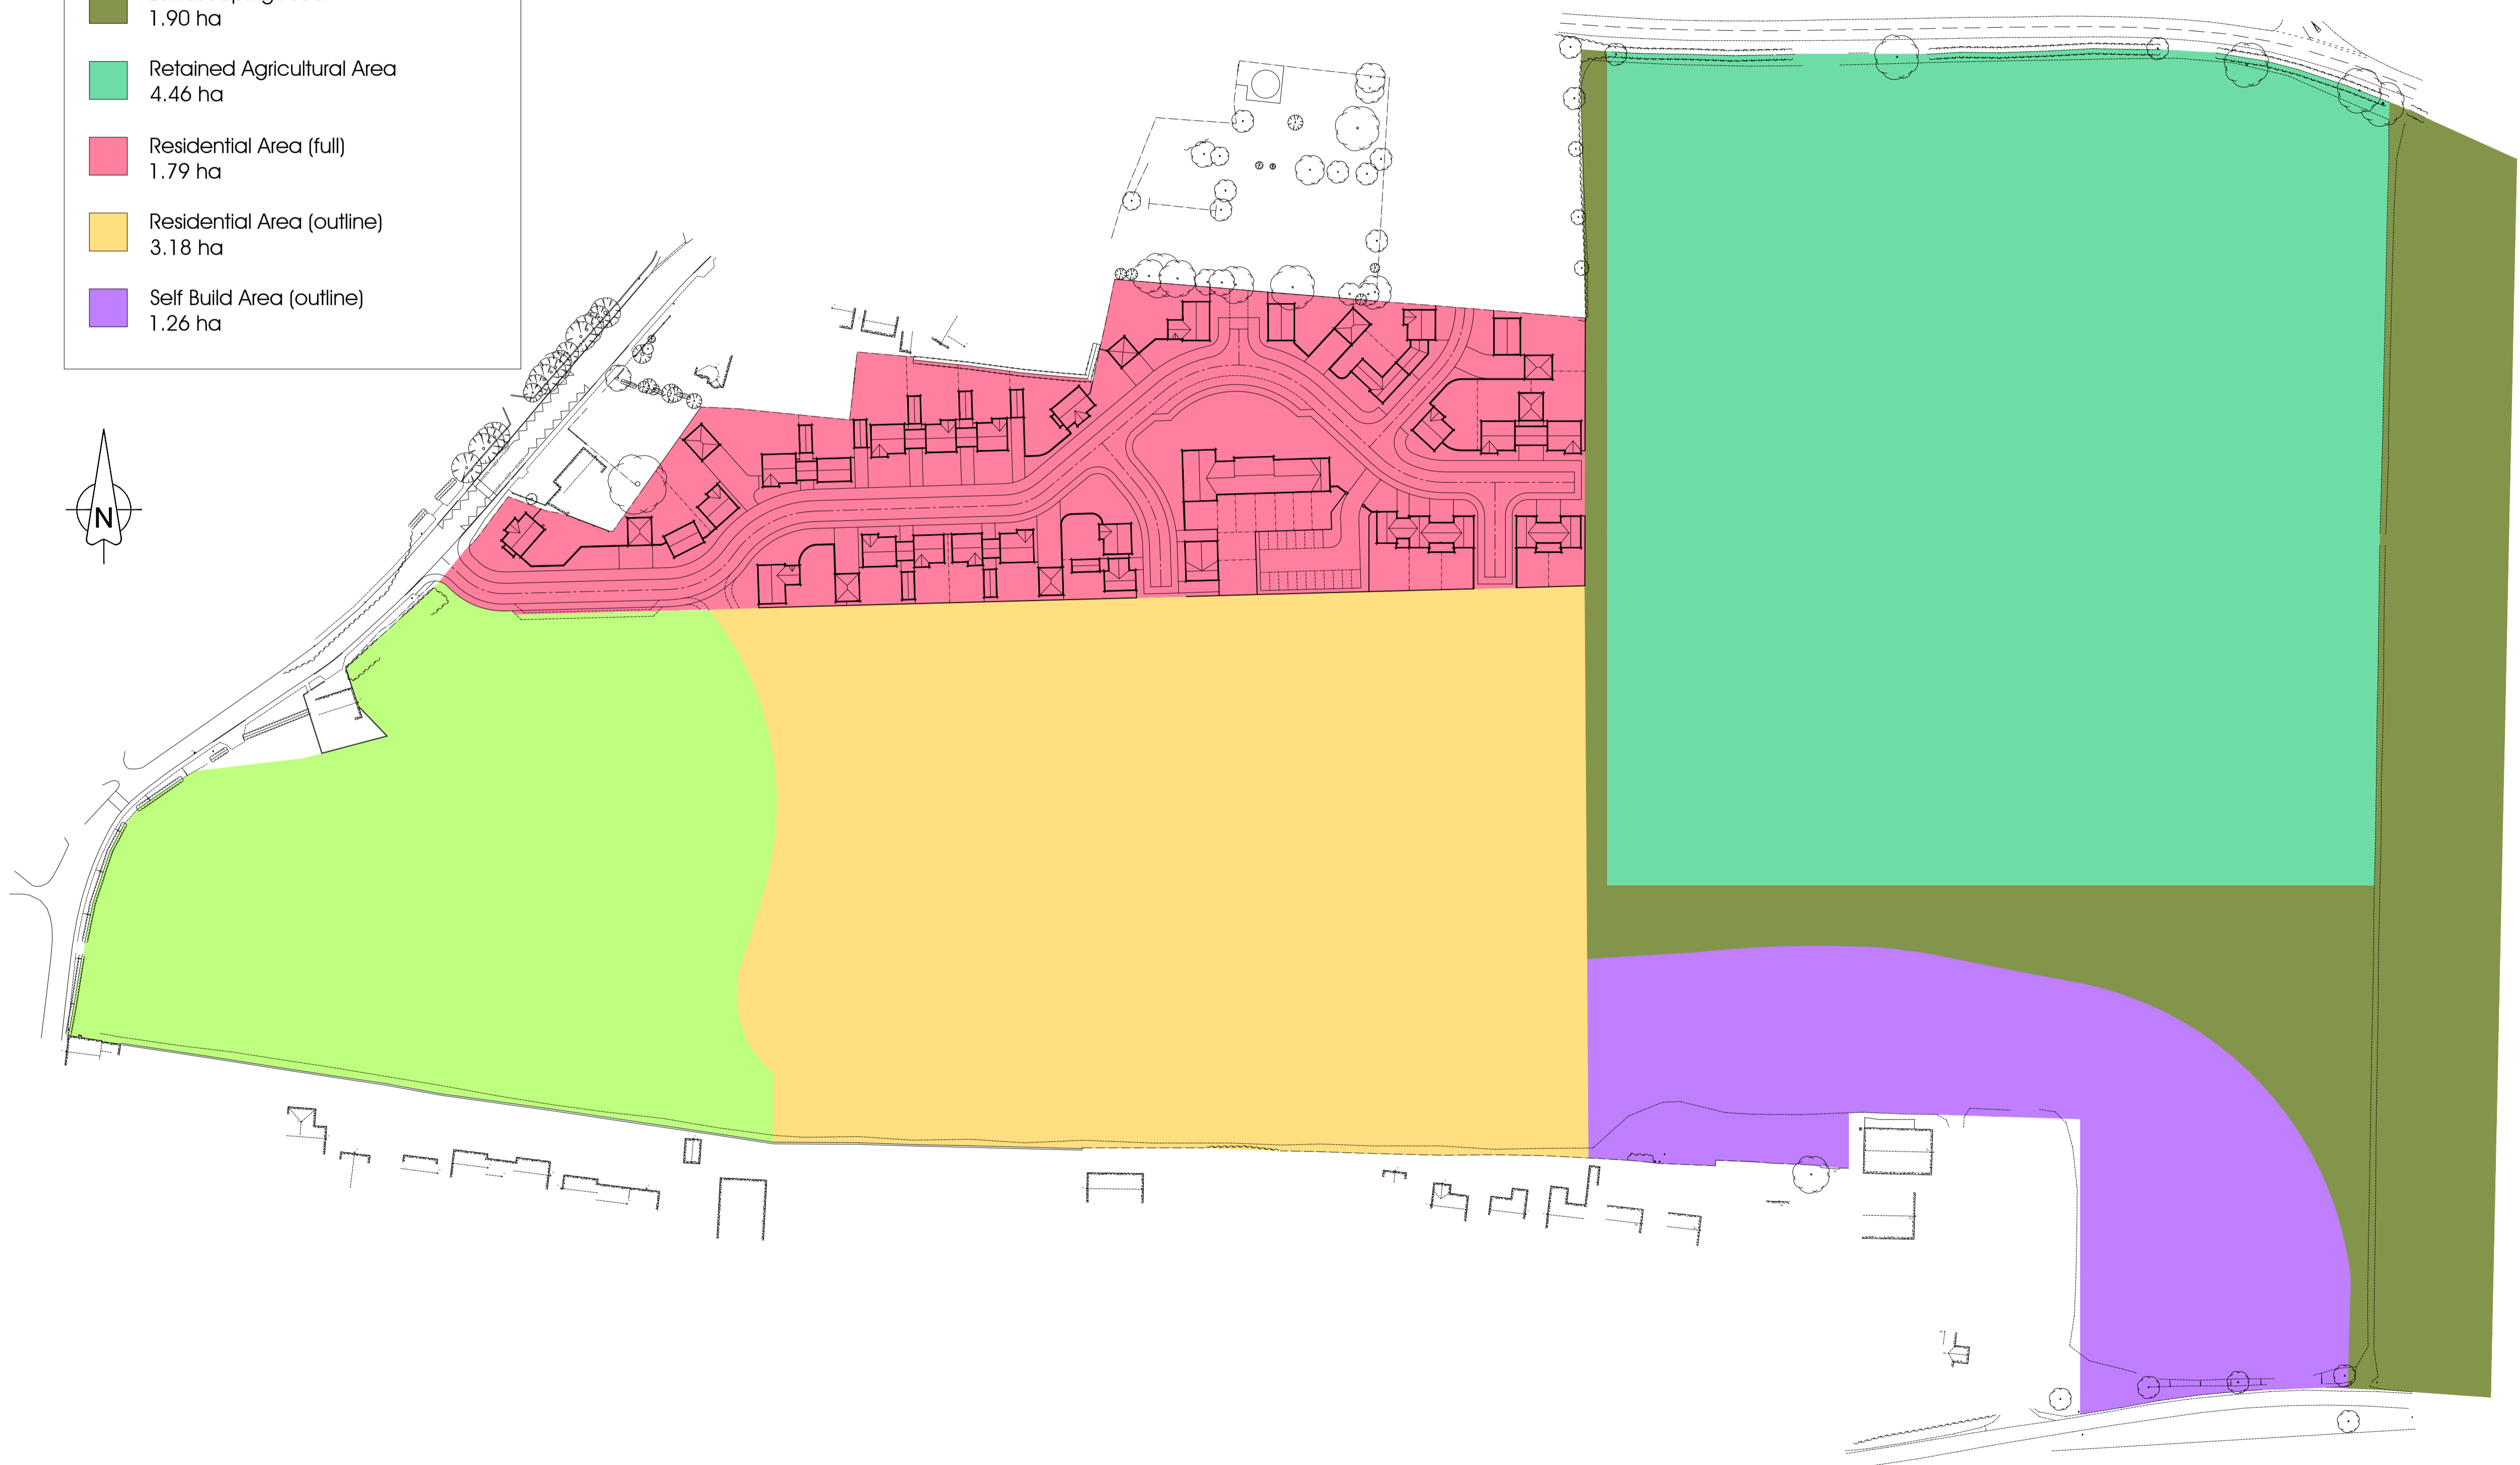 1.90 ha
Retained Agricultural Area
4.46 ha
Residential Area (full)
1.79 ha
Residential Area (outline)
3.18 ha
Self Build Area (outline)
1.26 ha
N